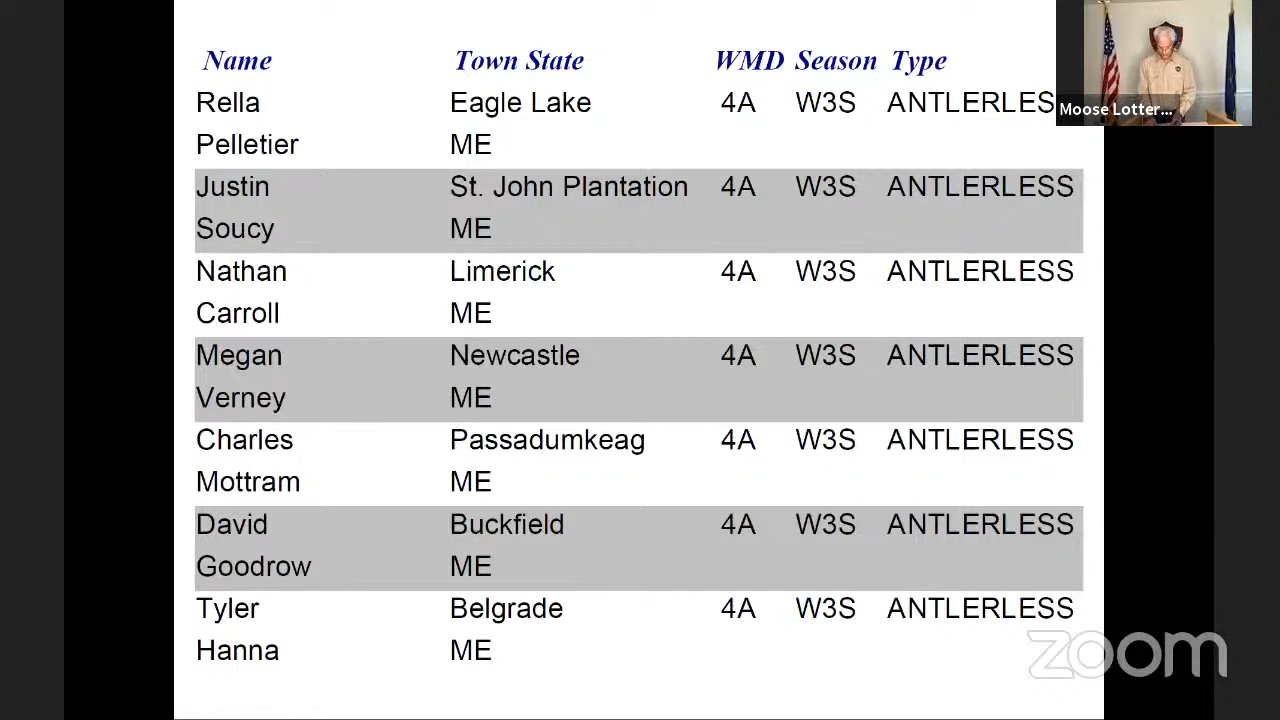 Name Town State WMD Season Type
Rella Eagle Lake 4A W3S ANTLERLES
Pelletier ME
Justin St. John Plantation 4A W3S ANTLERLESS
Soucy ME
Nathan Limerick 4A W3S ANTLERLESS
Carroll ME
Megan Newcastle 4A W3S ANTLERLESS
Verney ME
Charles Passadumkeag 4A W3S ANTLERLESS
Mottram ME
David Buckfield 4A W3S ANTLERLESS
Goodrow ME
Tyler Belgrade 4A W3S ANTLERLESS
Hanna ME
Moose Lotter...
zoom